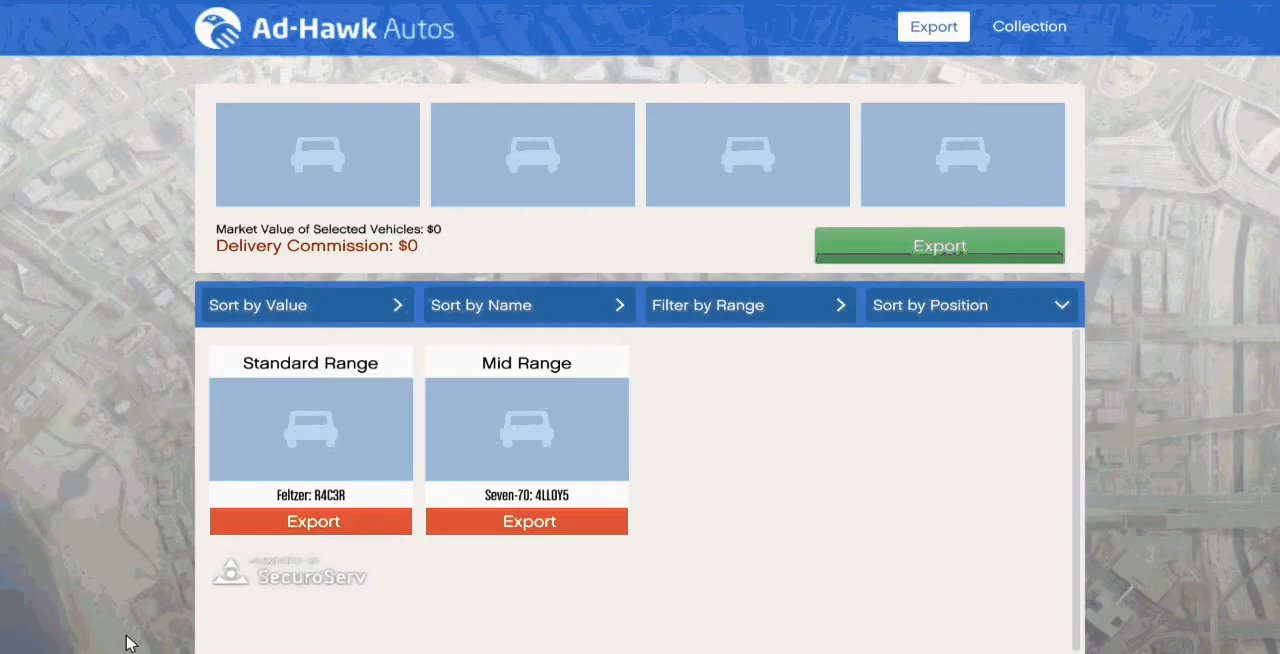 Ad-Hawk Autos
Export
Collection
Market Value of Selected Vehicles: $0
Delivery Commission: $0
Export
Sort by Value
Sort by Name
Filter by Range
Sort by Position
Standard Range
Mid Range
Feltzer: R4C3R
Seven-70: 4LLOY5
Export
Export
SecuroServ